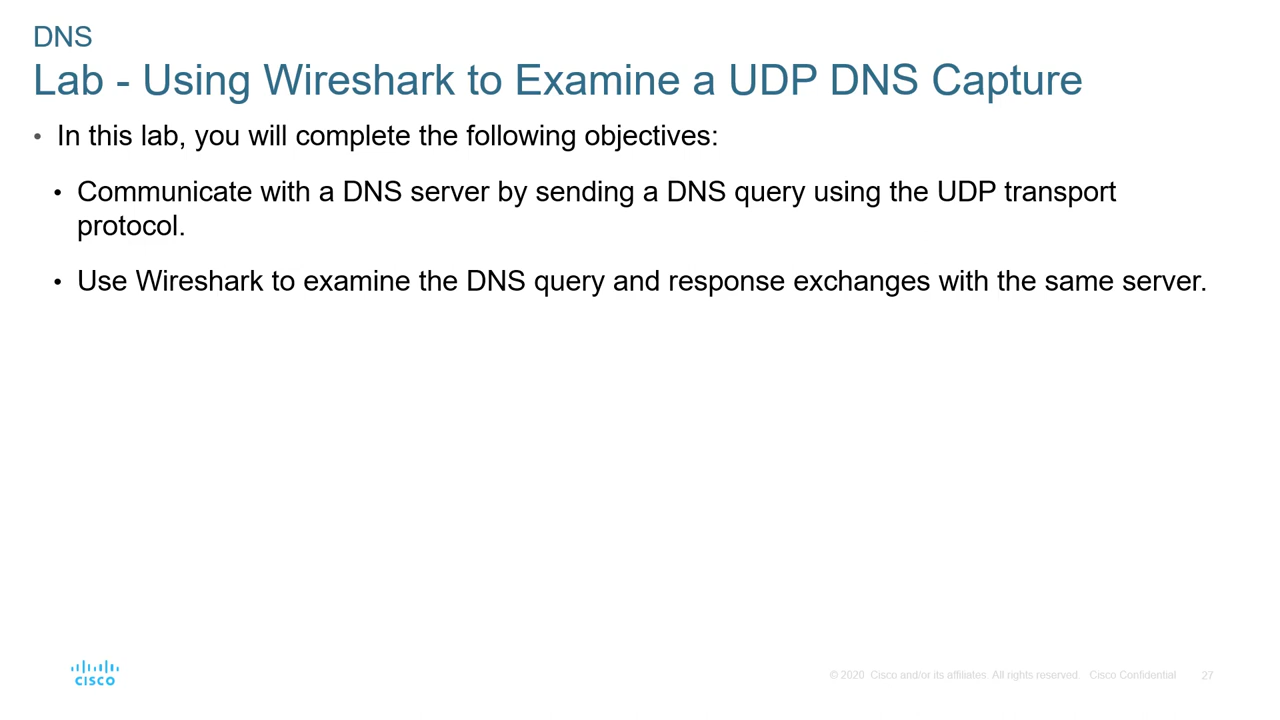 DNS
Lab - Using Wireshark to Examine a UDP DNS Capture
• In this lab, you will complete the following objectives:
• Communicate with a DNS server by sending a DNS query using the UDP transport
protocol.
• Use Wireshark to examine the DNS query and response exchanges with the same server.
CISCO
© 2020 Cisco and/or its affiliates. All rights reserved. Cisco Confidential 27